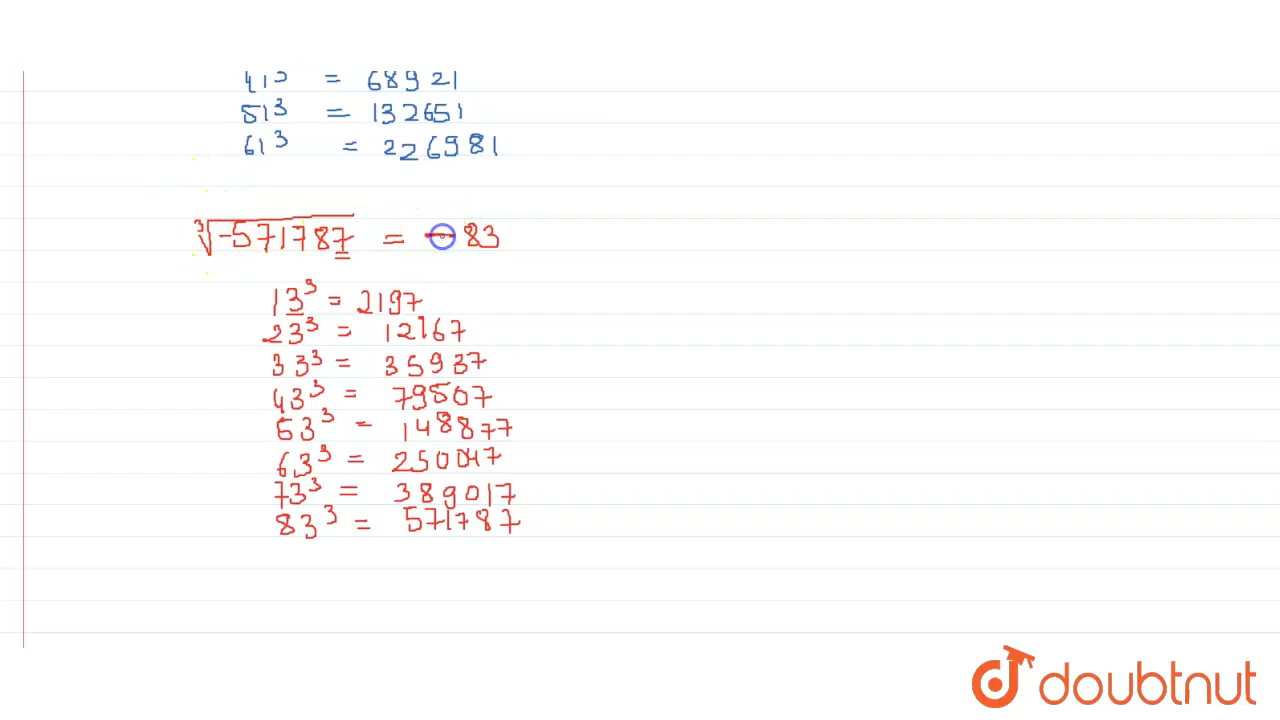 41³ = 68921
51³ = 132651
61³ = 226981
∛-571787 = -83
13³ = 2197
23³ = 12167
33³ = 35937
43³ = 79507
53³ = 148877
63³ = 250047
73³ = 389017
83³ = 571787
doubtnut